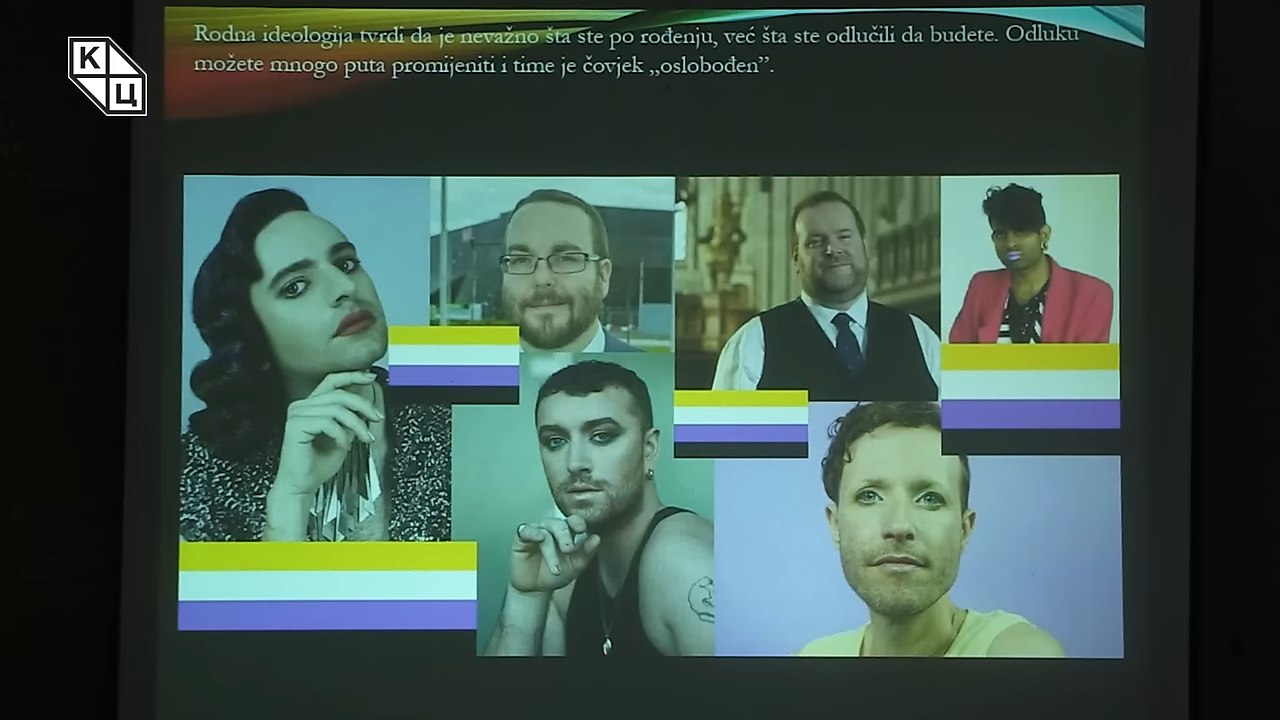 Rodna ideologija tvrdi da je nevažno šta ste po rođenju, već šta ste odlučili da budete. Odluku
možete mnogo puta promijeniti i time je čovjek „oslobođen”.
К
Ц